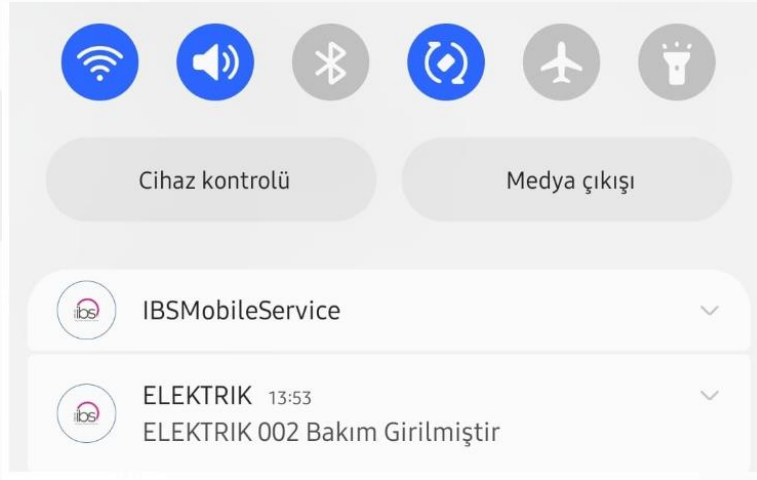 Cihaz kontrolü
Medya çıkışı
ibs
IBSMobileService
ibs
ELEKTRIK 13:53
ELEKTRIK 002 Bakım Girilmiştir